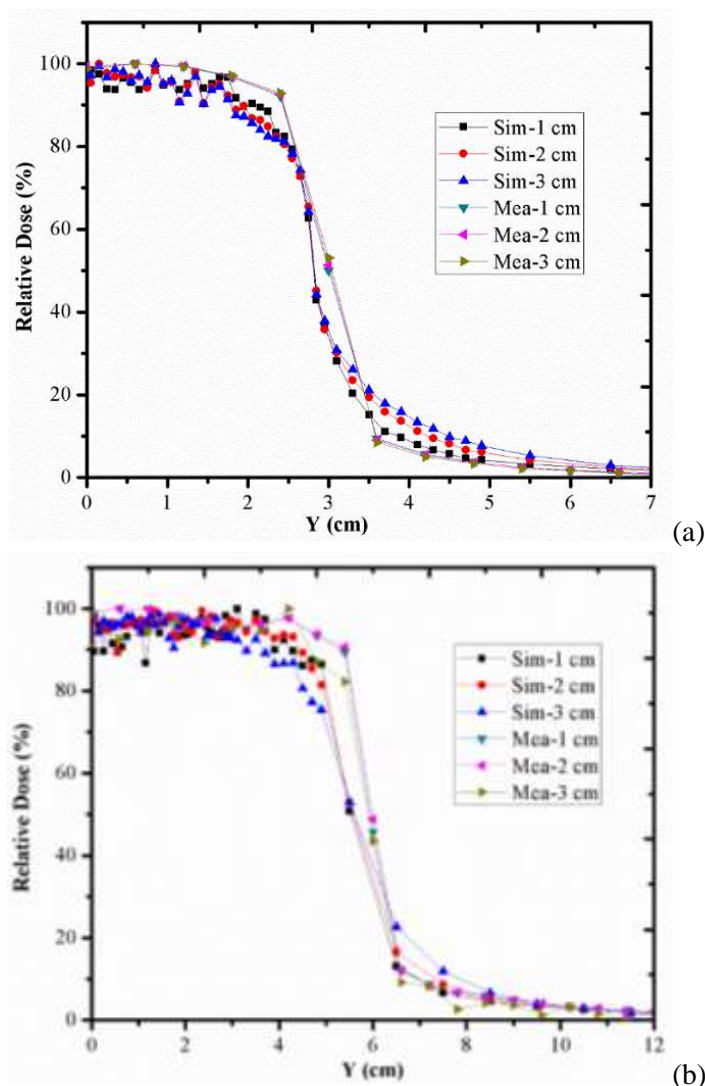 100
80
60
40
20
0
Relative Dose (%)
Sim-1 cm
Sim-2 cm
Sim-3 cm
Mea-1 cm
Mea-2 cm
Mea-3 cm
0 1 2 3 4 5 6 7
Y (cm)
(a)
100
80
60
40
20
0
Relative Dose (%)
Sim-1 cm
Sim-2 cm
Sim-3 cm
Mea-1 cm
Mea-2 cm
Mea-3 cm
0 2 4 6 8 10 12
Y (cm)
(b)